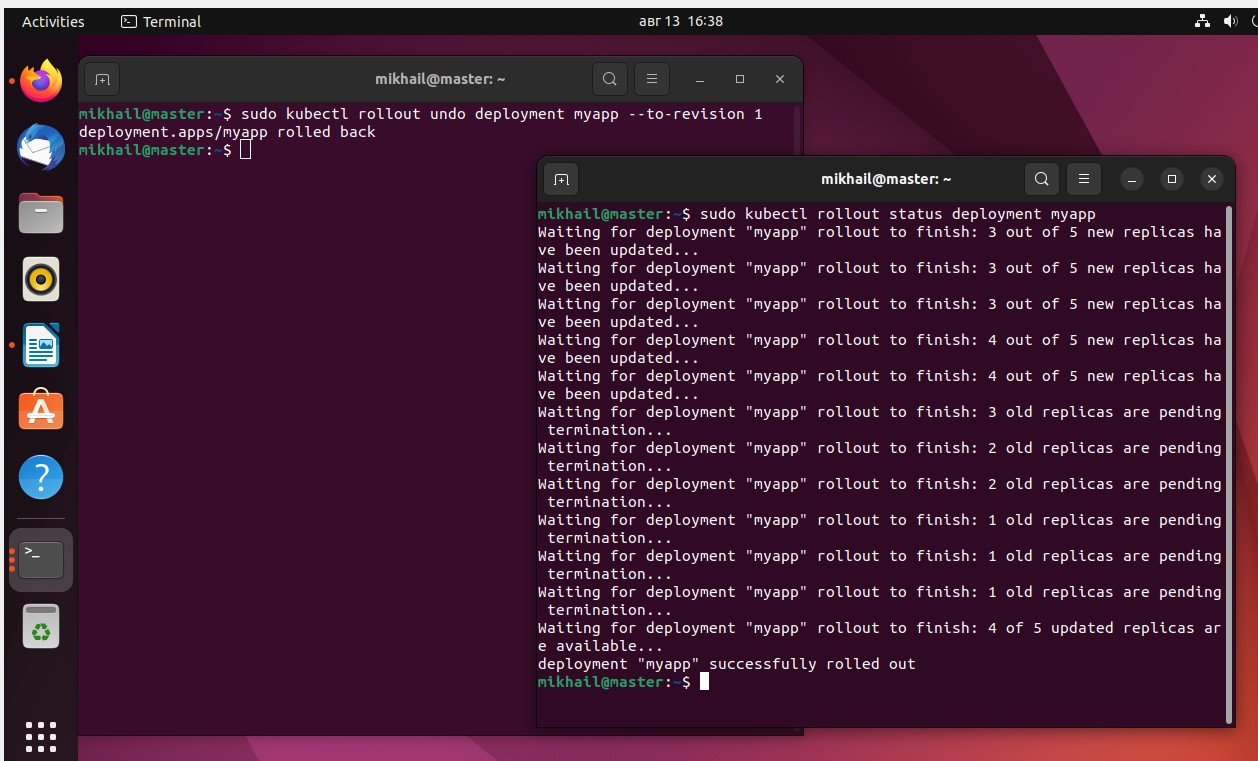 Activities
Terminal
авг 13 16:38
mikhail@master: ~
mikhail@master:~$ sudo kubectl rollout undo deployment myapp --to-revision 1
deployment.apps/myapp rolled back
mikhail@master:~$
mikhail@master: ~
mikhail@master:~$ sudo kubectl rollout status deployment myapp
Waiting for deployment "myapp" rollout to finish: 3 out of 5 new replicas ha
ve been updated...
Waiting for deployment "myapp" rollout to finish: 3 out of 5 new replicas ha
ve been updated...
Waiting for deployment "myapp" rollout to finish: 3 out of 5 new replicas ha
ve been updated...
Waiting for deployment "myapp" rollout to finish: 4 out of 5 new replicas ha
ve been updated...
Waiting for deployment "myapp" rollout to finish: 4 out of 5 new replicas ha
ve been updated...
Waiting for deployment "myapp" rollout to finish: 3 old replicas are pending
 termination...
Waiting for deployment "myapp" rollout to finish: 2 old replicas are pending
 termination...
Waiting for deployment "myapp" rollout to finish: 2 old replicas are pending
 termination...
Waiting for deployment "myapp" rollout to finish: 1 old replicas are pending
 termination...
Waiting for deployment "myapp" rollout to finish: 1 old replicas are pending
 termination...
Waiting for deployment "myapp" rollout to finish: 1 old replicas are pending
 termination...
Waiting for deployment "myapp" rollout to finish: 4 of 5 updated replicas ar
e available...
deployment "myapp" successfully rolled out
mikhail@master:~$